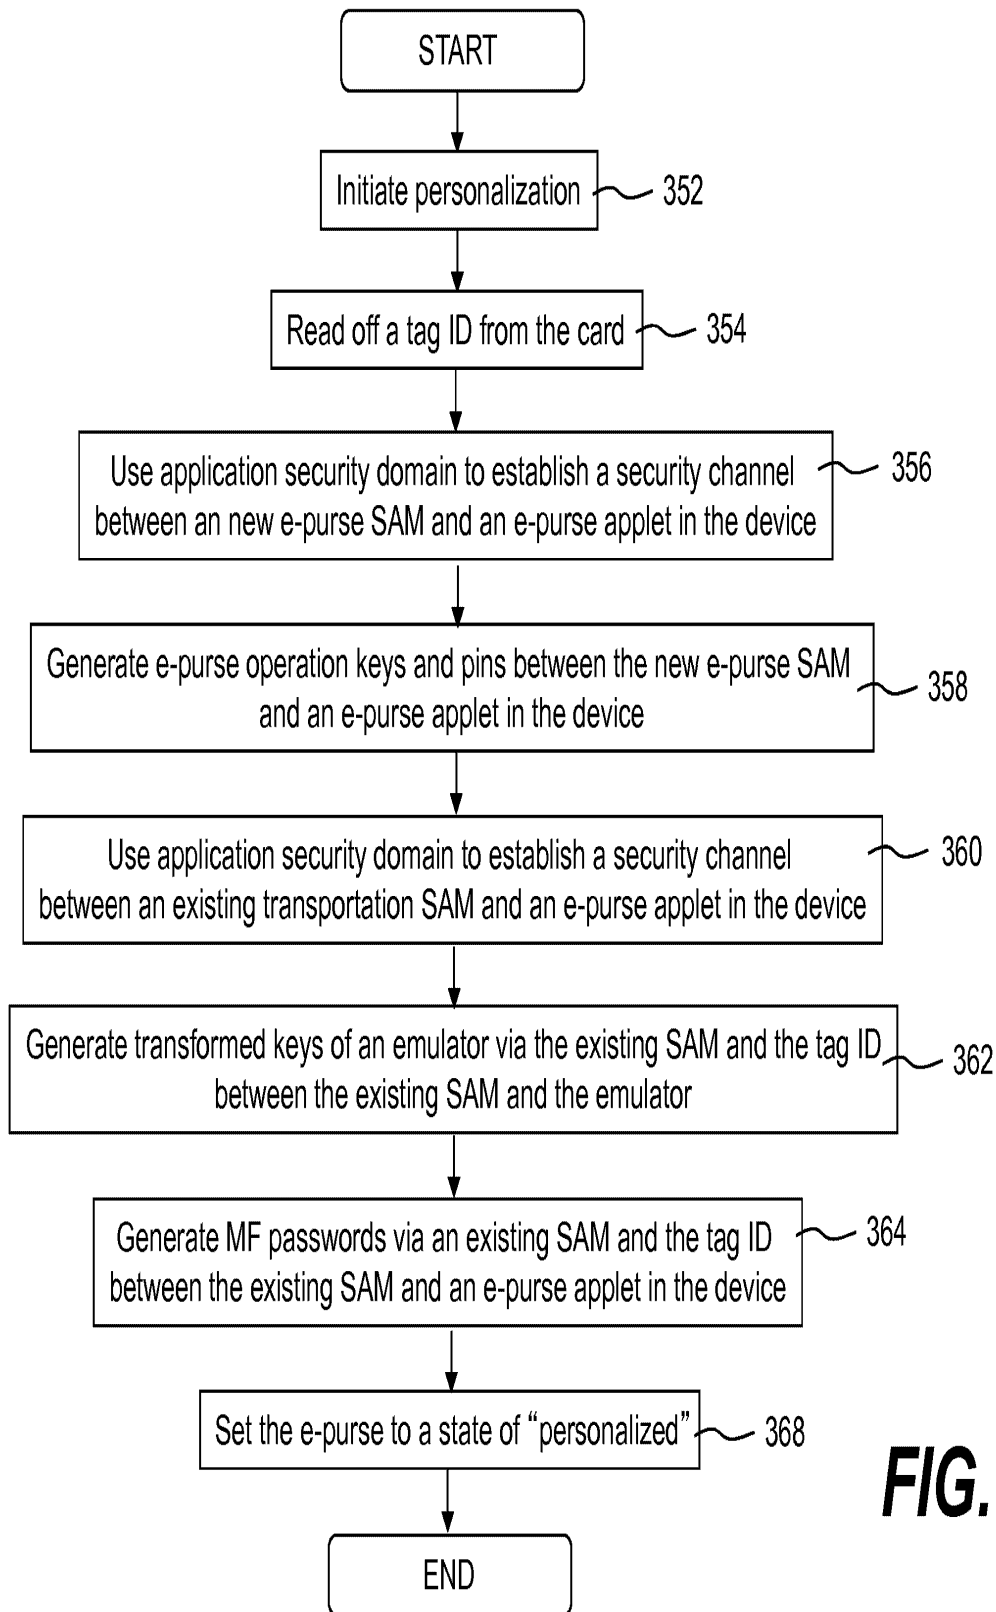 START
Initiate personalization
352
Read off a tag ID from the card
354
Use application security domain to establish a security channel
between an new e-purse SAM and an e-purse applet in the device
356
Generate e-purse operation keys and pins between the new e-purse SAM
and an e-purse applet in the device
358
Use application security domain to establish a security channel
between an existing transportation SAM and an e-purse applet in the device
360
Generate transformed keys of an emulator via the existing SAM and the tag ID
between the existing SAM and the emulator
362
Generate MF passwords via an existing SAM and the tag ID
between the existing SAM and an e-purse applet in the device
364
Set the e-purse to a state of “personalized”
368
FIG.
END